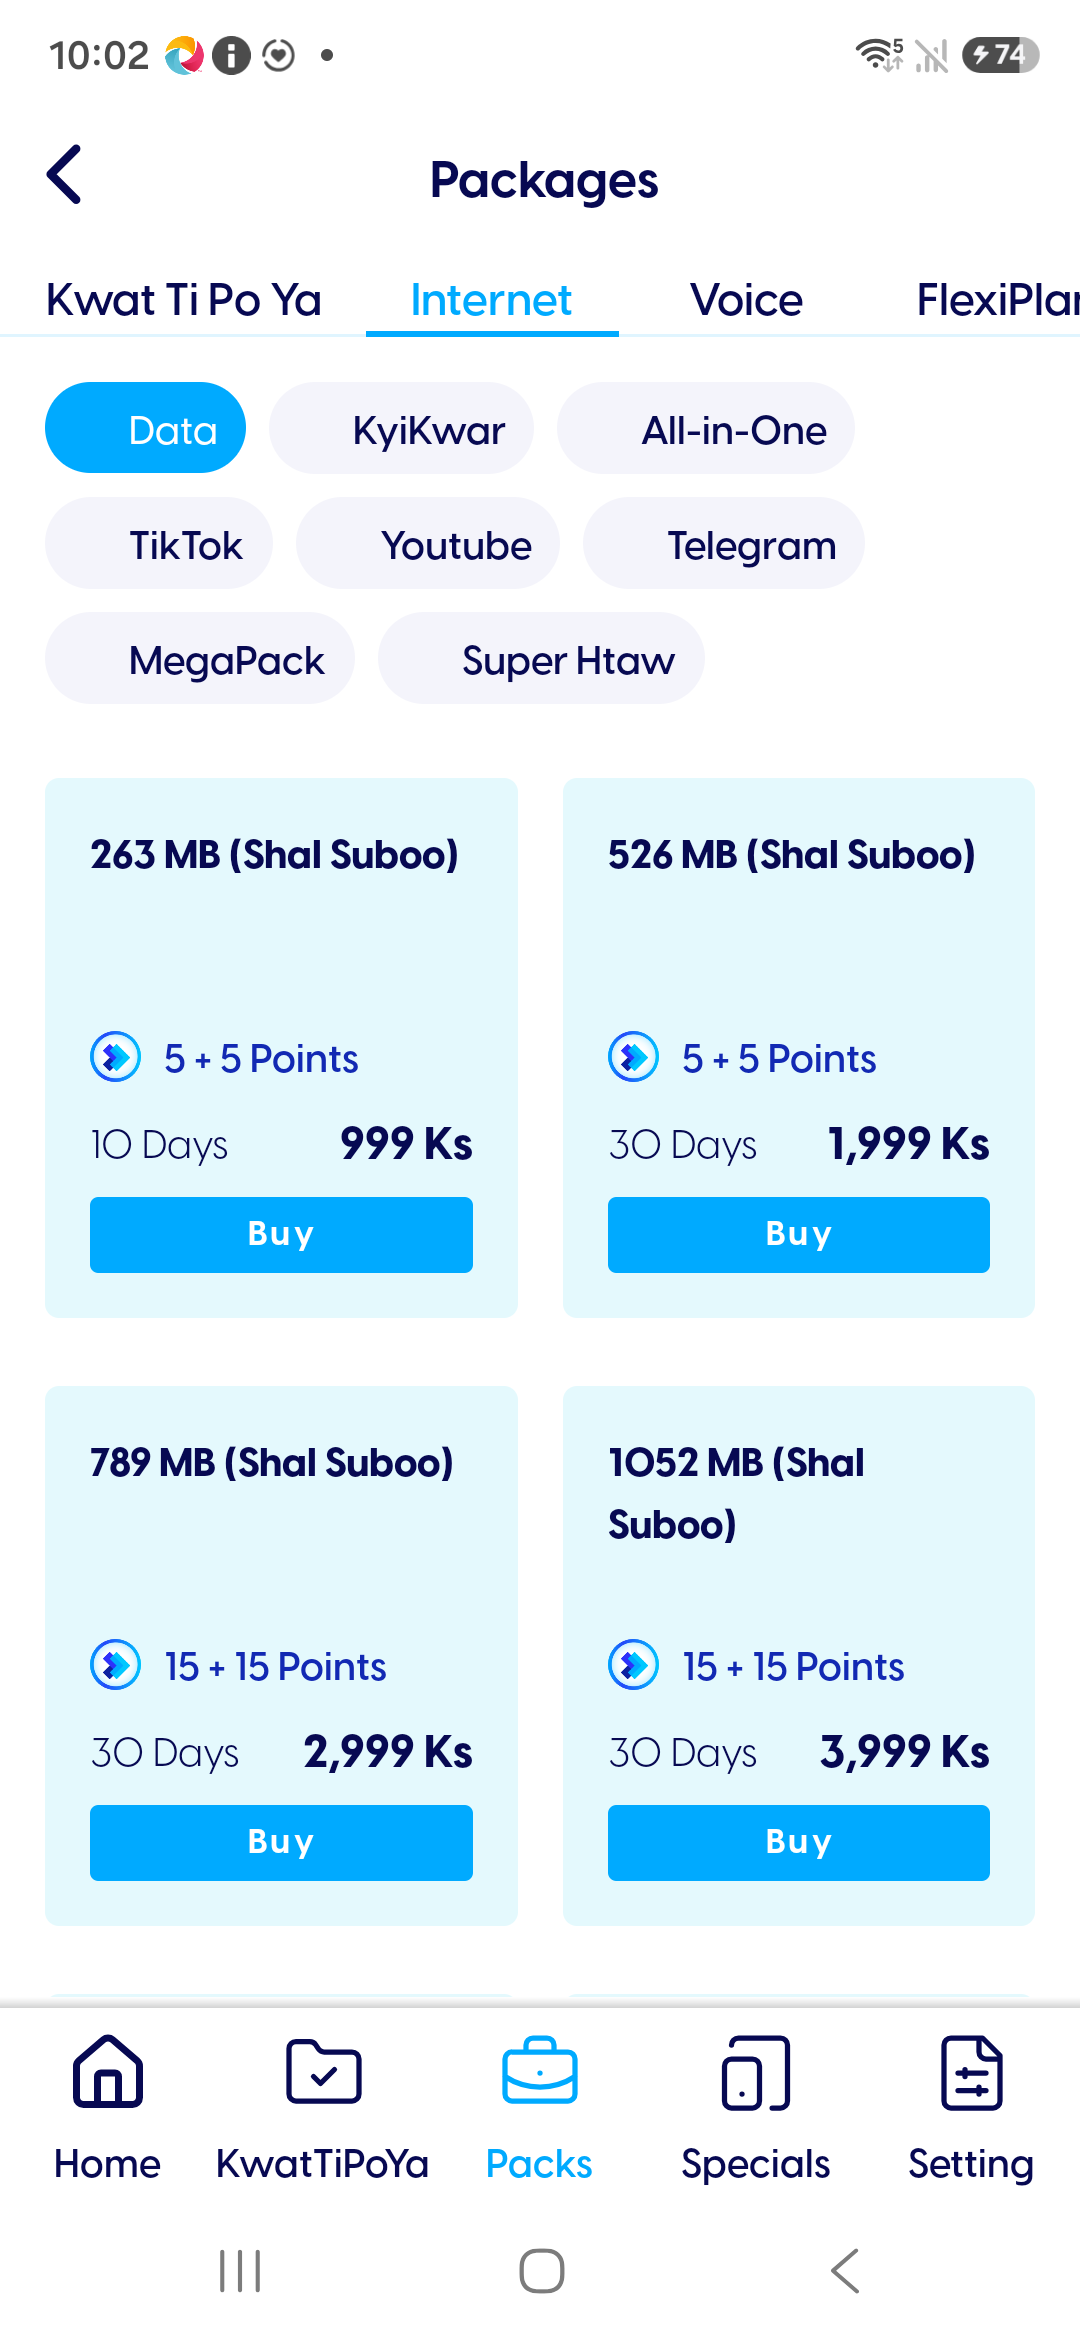 10:02
5
74
Packages
Kwat Ti Po Ya Internet Voice FlexiPlan
Data KyiKwar All-in-One
TikTok Youtube Telegram
MegaPack Super Htaw
263 MB (Shal Suboo)
5 + 5 Points
10 Days 999 Ks
Buy
526 MB (Shal Suboo)
5 + 5 Points
30 Days 1,999 Ks
Buy
789 MB (Shal Suboo)
15 + 15 Points
30 Days 2,999 Ks
Buy
1052 MB (Shal
Suboo)
15 + 15 Points
30 Days 3,999 Ks
Buy
Home KwatTiPoYa Packs Specials Setting